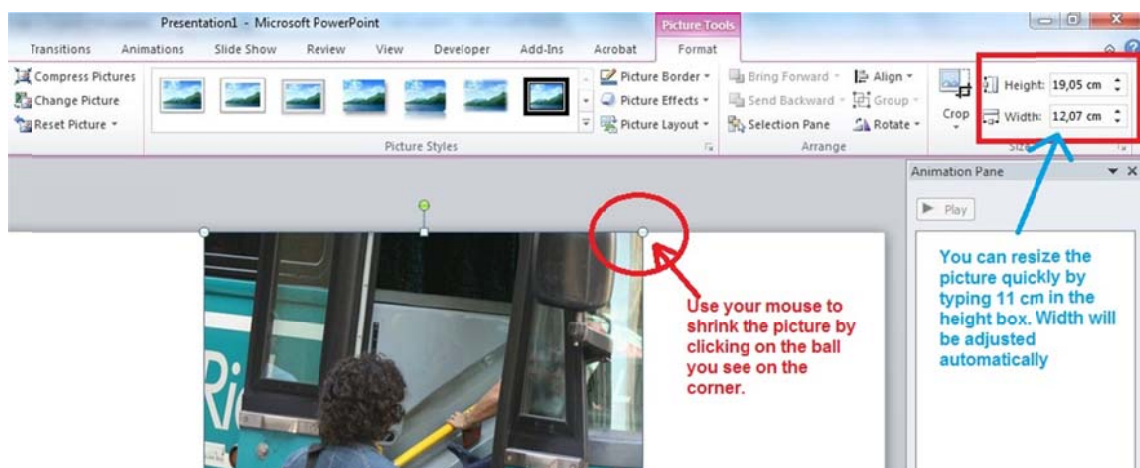 Presentation1 - Microsoft PowerPoint
Picture Tools
Transitions Animations Slide Show Review View Developer Add-Ins Acrobat Format
Compress Pictures
Change Picture
Reset Picture
Picture Border
Picture Effects
Picture Layout
Picture Styles
Bring Forward
Send Backward
Selection Pane
Align
Group
Rotate
Arrange
Crop
Height: 19,05 cm
Width: 12,07 cm
Size
Animation Pane
Play
You can resize the
picture quickly by
typing 11 cm in the
height box. Width will
be adjusted
automatically
Use your mouse to
shrink the picture by
clicking on the ball
you see on the
corner.